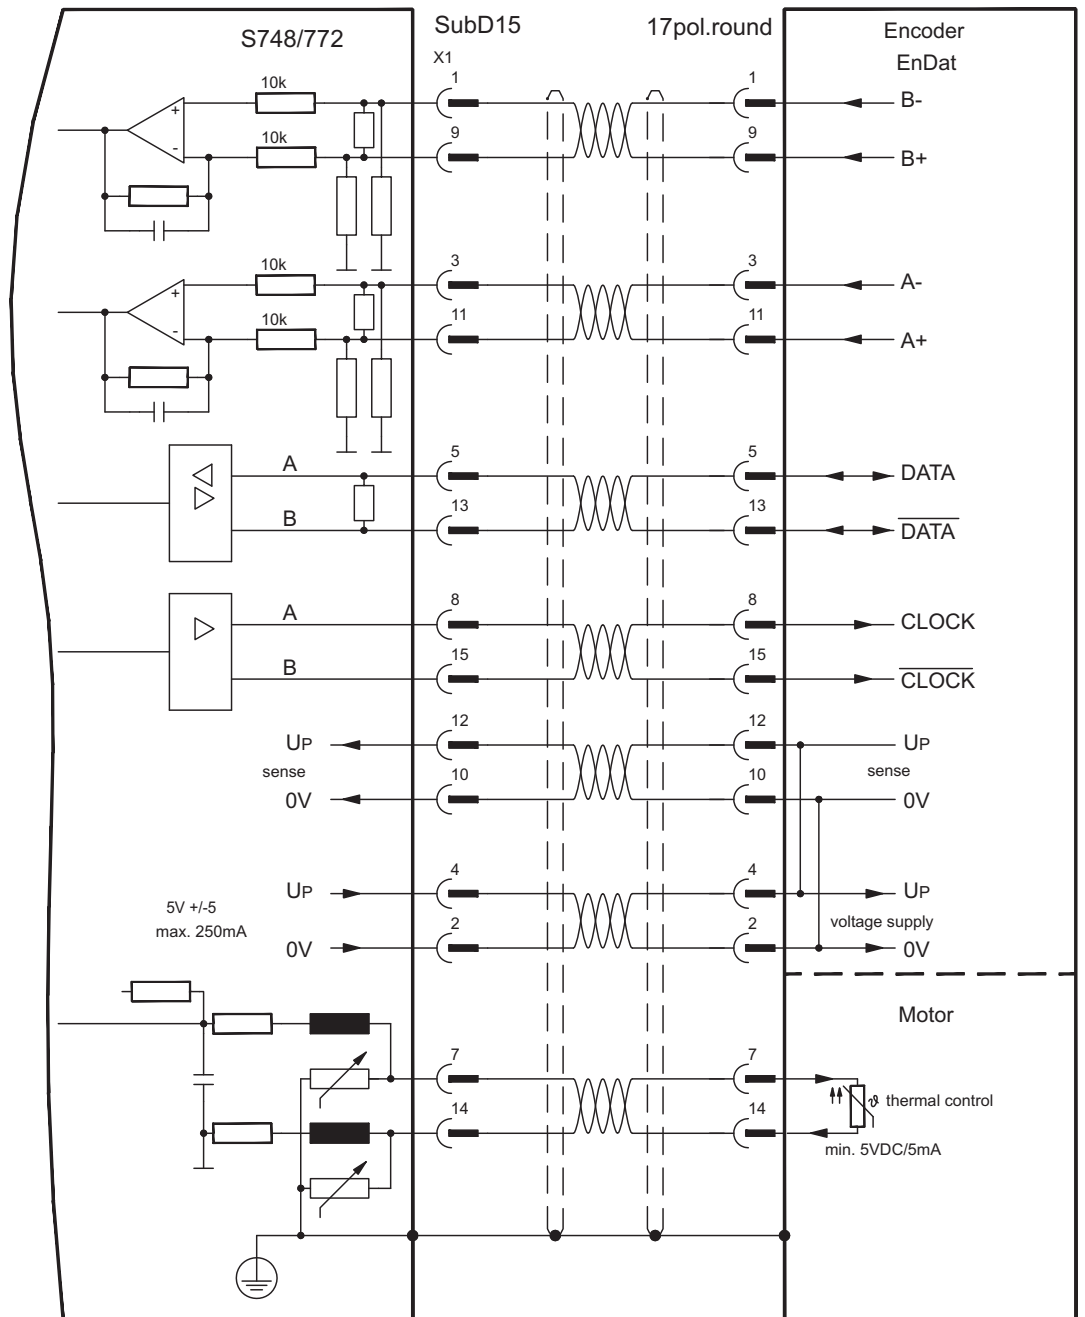 S748/772 SubD15 17pol.round Encoder
EnDat
X1
10k 1 1 B-
+
10k 9 9 B+
-
10k 3 3 A-
+
10k 11 11 A+
-
A 5 5 DATA
B 13 13 DATA
A 8 8 CLOCK
B 15 15 CLOCK
UP 12 12 UP
sense sense
0V 10 10 0V
UP 4 4 UP
5V +/-5
max. 250mA voltage supply
0V 2 2 0V
Motor
7 7
ϑ thermal control
14 14
min. 5VDC/5mA